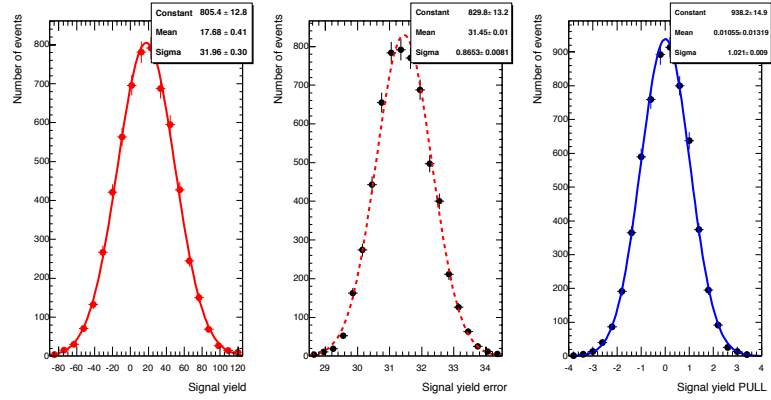 Constant 805.4 ± 12.8
Mean 17.68 ± 0.41
Sigma 31.96 ± 0.30
Number of events
800
700
600
500
400
300
200
100
0
-80 -60 -40 -20 0 20 40 60 80 100 120
Signal yield
Constant 829.8± 13.2
Mean 31.45± 0.01
Sigma 0.8653± 0.0081
Number of events
800
700
600
500
400
300
200
100
0
29 30 31 32 33 34
Signal yield error
Constant 938.2± 14.9
Mean 0.01055± 0.01319
Sigma 1.021± 0.009
Number of events
900
800
700
600
500
400
300
200
100
0
-4 -3 -2 -1 0 1 2 3 4
Signal yield PULL